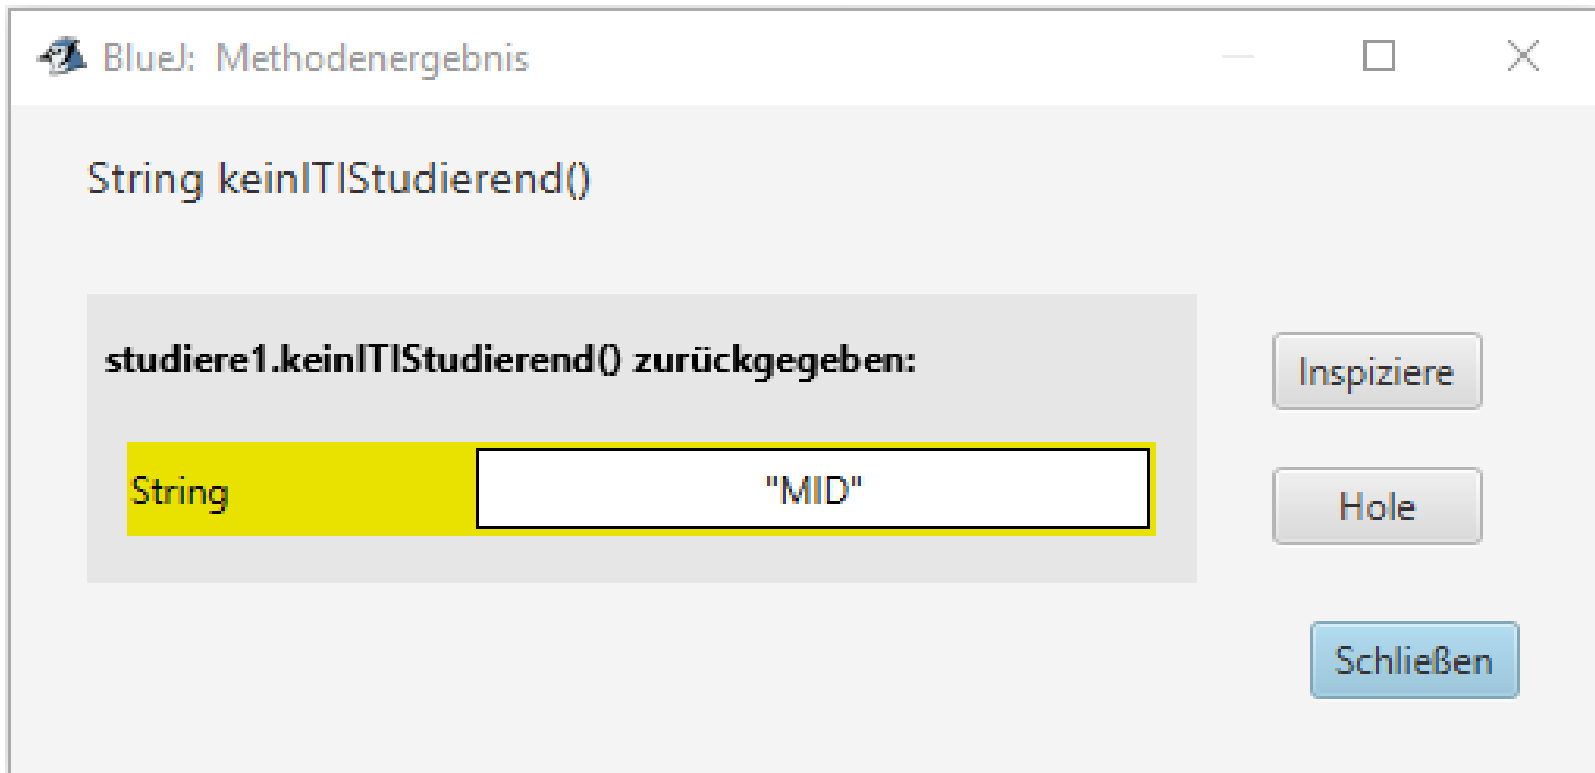 BlueJ: Methodenergebnis
String keinITIStudierend()
studiere1.keinITIStudierend() zurückgegeben:
Inspiziere
String "MID"
Hole
Schließen